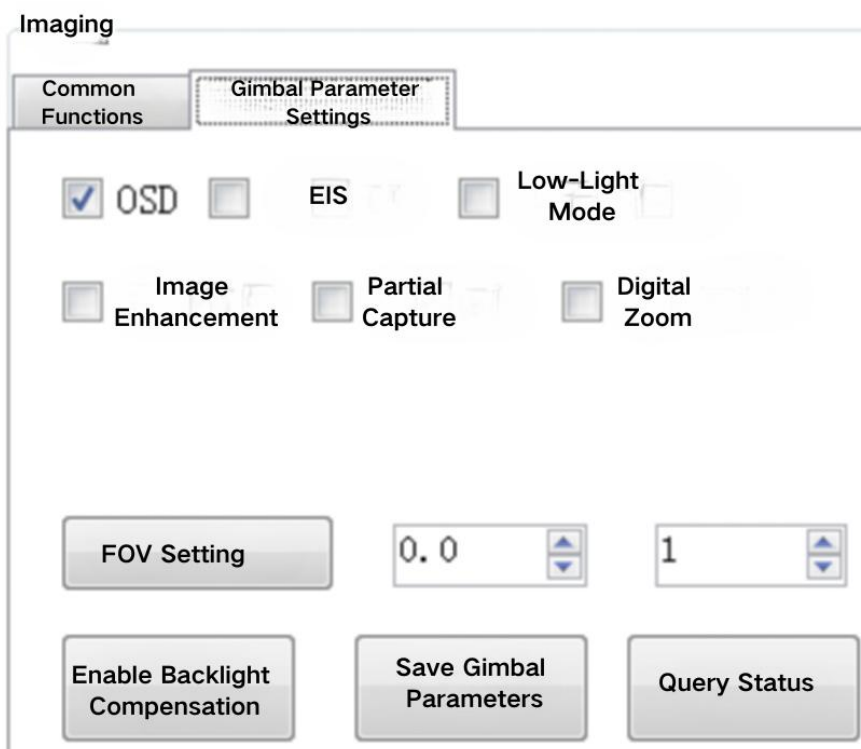 Imaging
Common
Functions
Gimbal Parameter
Settings
OSD
EIS
Low-Light
Mode
Image
Enhancement
Partial
Capture
Digital
Zoom
FOV Setting
0.0
1
Enable Backlight
Compensation
Save Gimbal
Parameters
Query Status